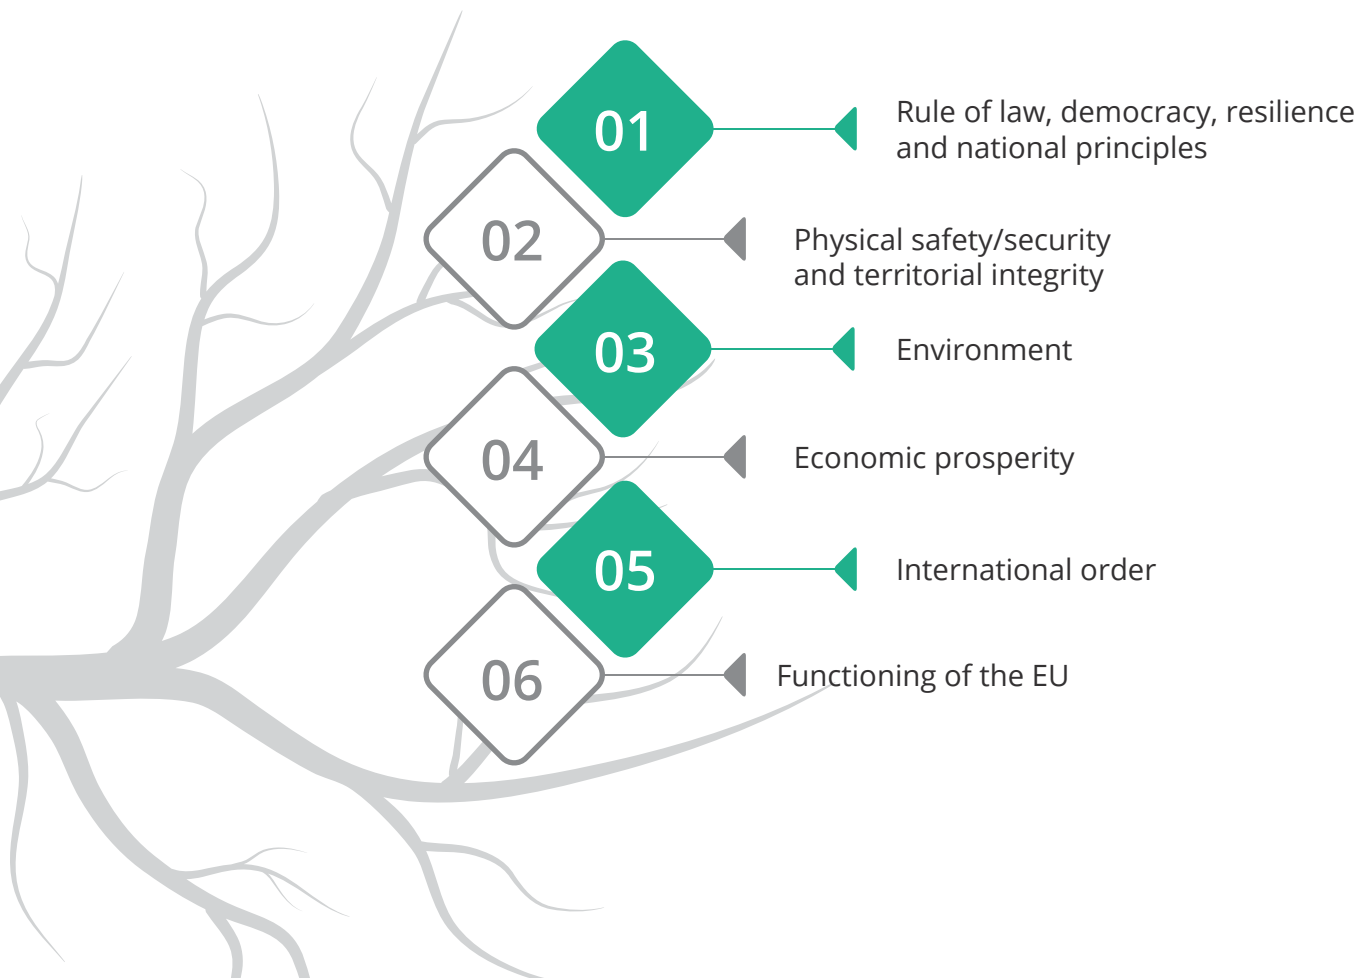 01
Rule of law, democracy, resilience
and national principles
02
Physical safety/security
and territorial integrity
03
Environment
04
Economic prosperity
05
International order
06
Functioning of the EU